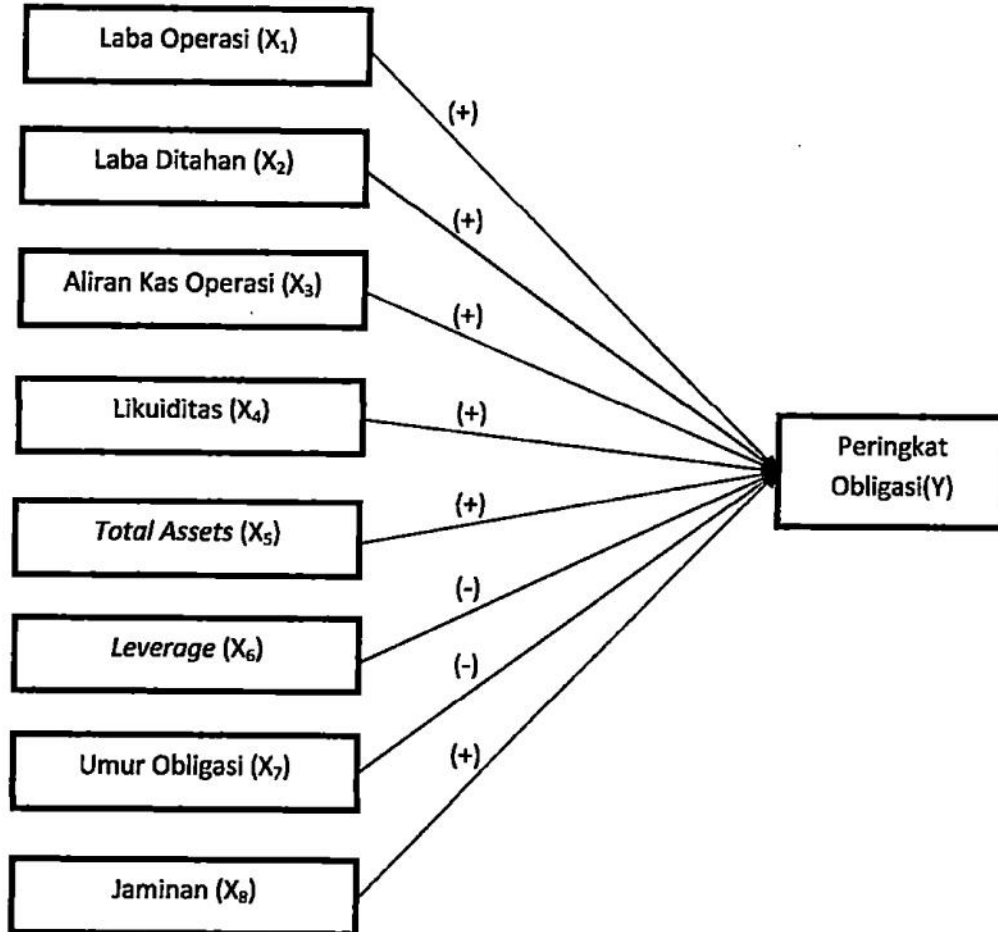 Laba Operasi (X₁)
(+)
Laba Ditahan (X₂)
(+)
Aliran Kas Operasi (X₃)
(+)
Likuiditas (X₄)
(+)
Peringkat
Obligasi(Y)
Total Assets (X₅)
(+)
Leverage (X₆)
(-)
Umur Obligasi (X₇)
(-)
Jaminan (X₈)
(+)